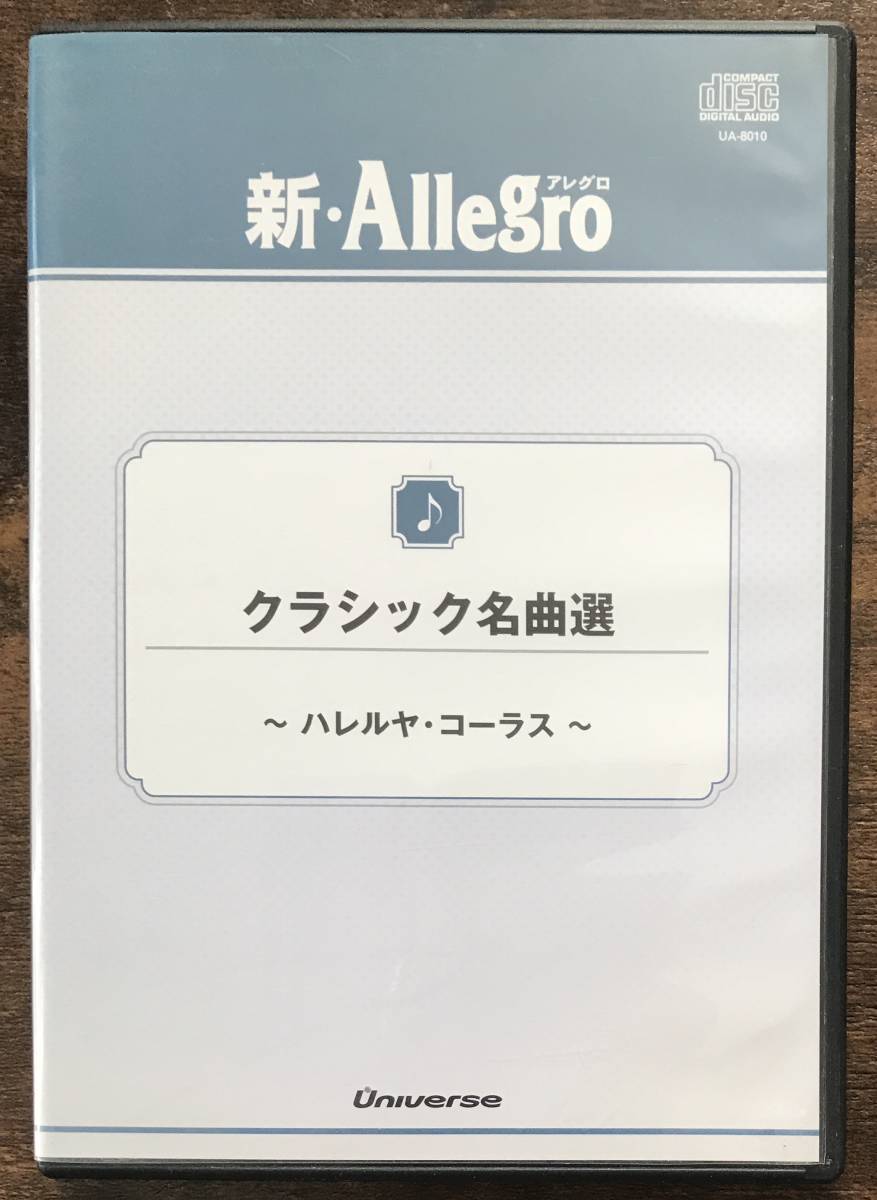 COMPACT
disc
DIGITAL AUDIO
UA-8010
アレグロ
新・Allegro
クラシック名曲選
～ ハレルヤ・コーラス ～
Universe